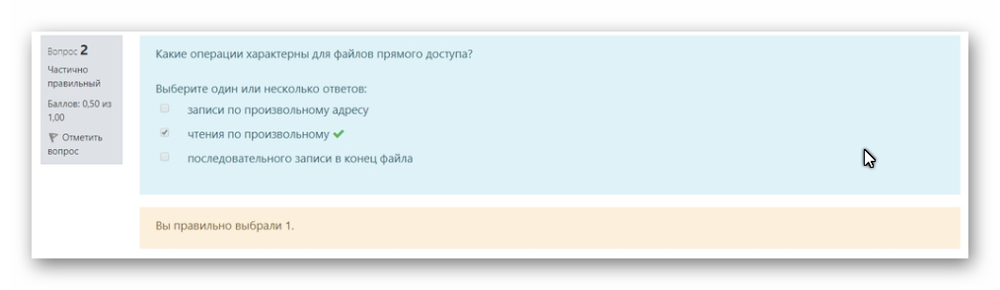 Вопрос 2
Частично
правильный
Баллов: 0,50 из
1,00
Отметить
вопрос
Какие операции характерны для файлов прямого доступа?
Выберите один или несколько ответов:
записи по произвольному адресу
чтения по произвольному
последовательного записи в конец файла
Вы правильно выбрали 1.